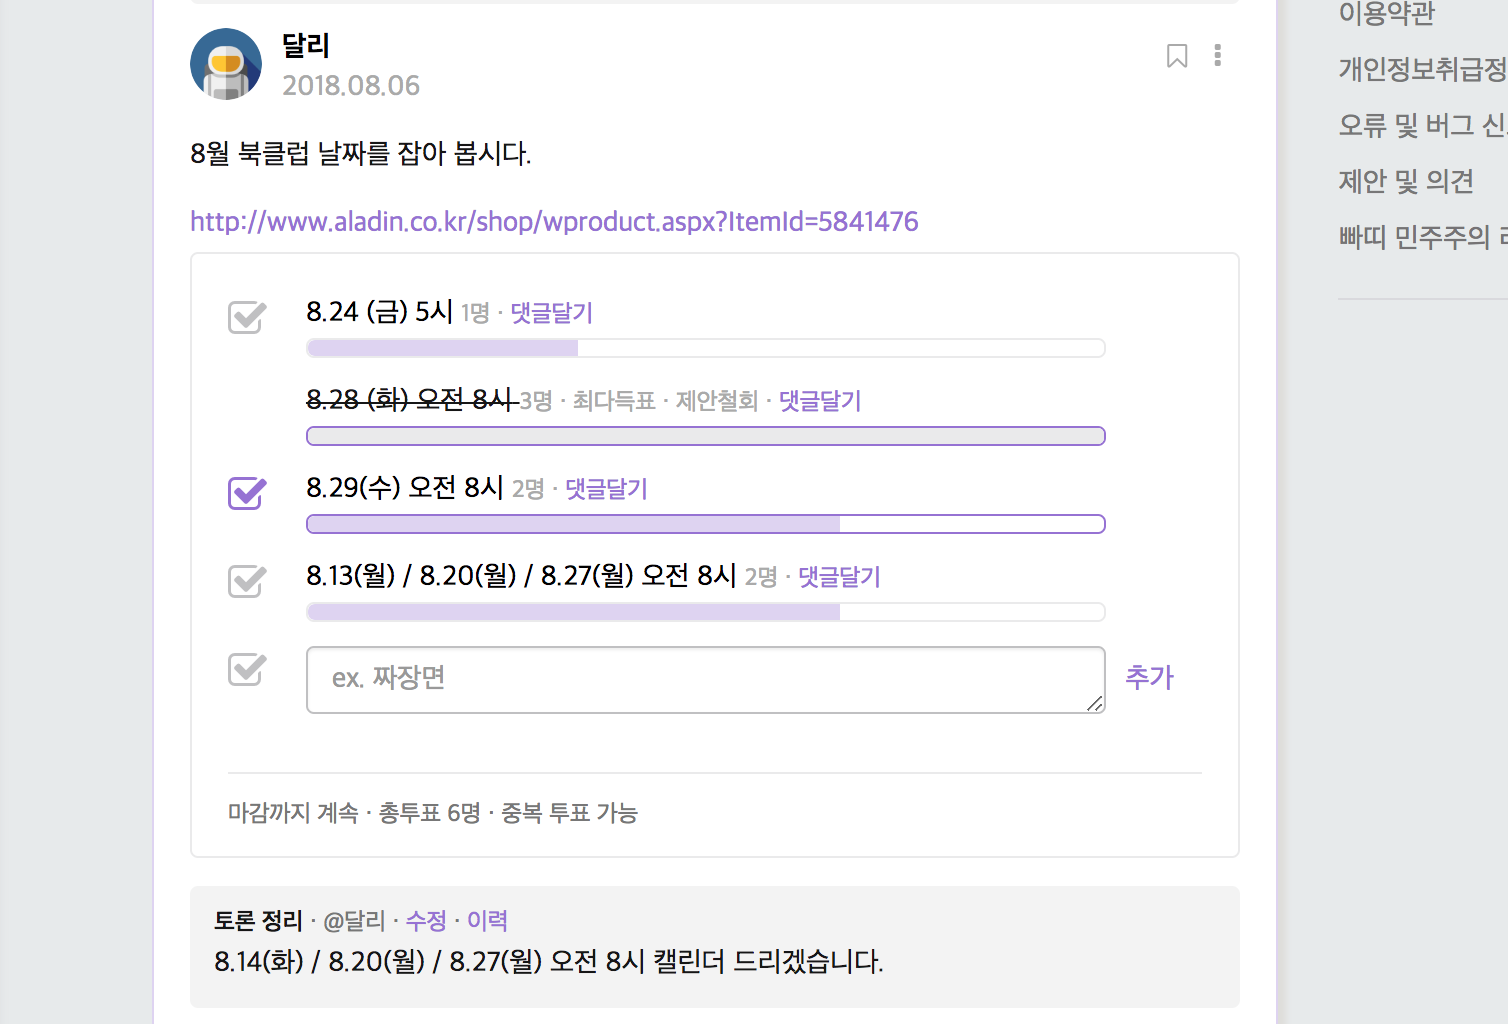 달리
2018.08.06
8월 북클럽 날짜를 잡아 봅시다.
http://www.aladin.co.kr/shop/wproduct.aspx?ItemId=5841476
8.24 (금) 5시 1명 · 댓글달기
8.28 (화) 오전 8시 3명 · 최다득표 · 제안철회 · 댓글달기
8.29(수) 오전 8시 2명 · 댓글달기
8.13(월) / 8.20(월) / 8.27(월) 오전 8시 2명 · 댓글달기
ex. 짜장면 추가
마감까지 계속 · 총투표 6명 · 중복 투표 가능
토론 정리 · @달리 · 수정 · 이력
8.14(화) / 8.20(월) / 8.27(월) 오전 8시 캘린더 드리겠습니다.
이용약관
개인정보취급정
오류 및 버그 신
제안 및 의견
빠띠 민주주의